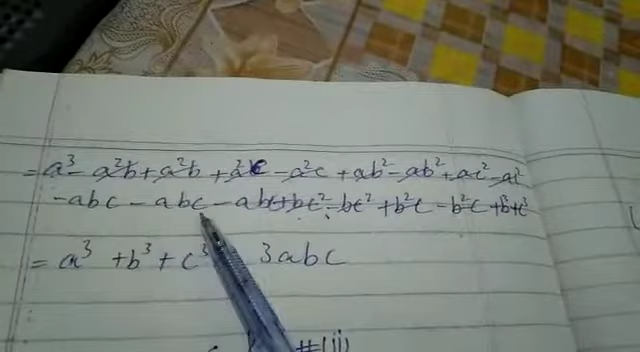 = a³ - a²b + a²b + a²c - a²c + ab² - ab² + ac² - ac²
- abc - abc - abc + bc² - bc² + b²c - b²c + b³ + c³
= a³ + b³ + c³ 3abc
#(ii)